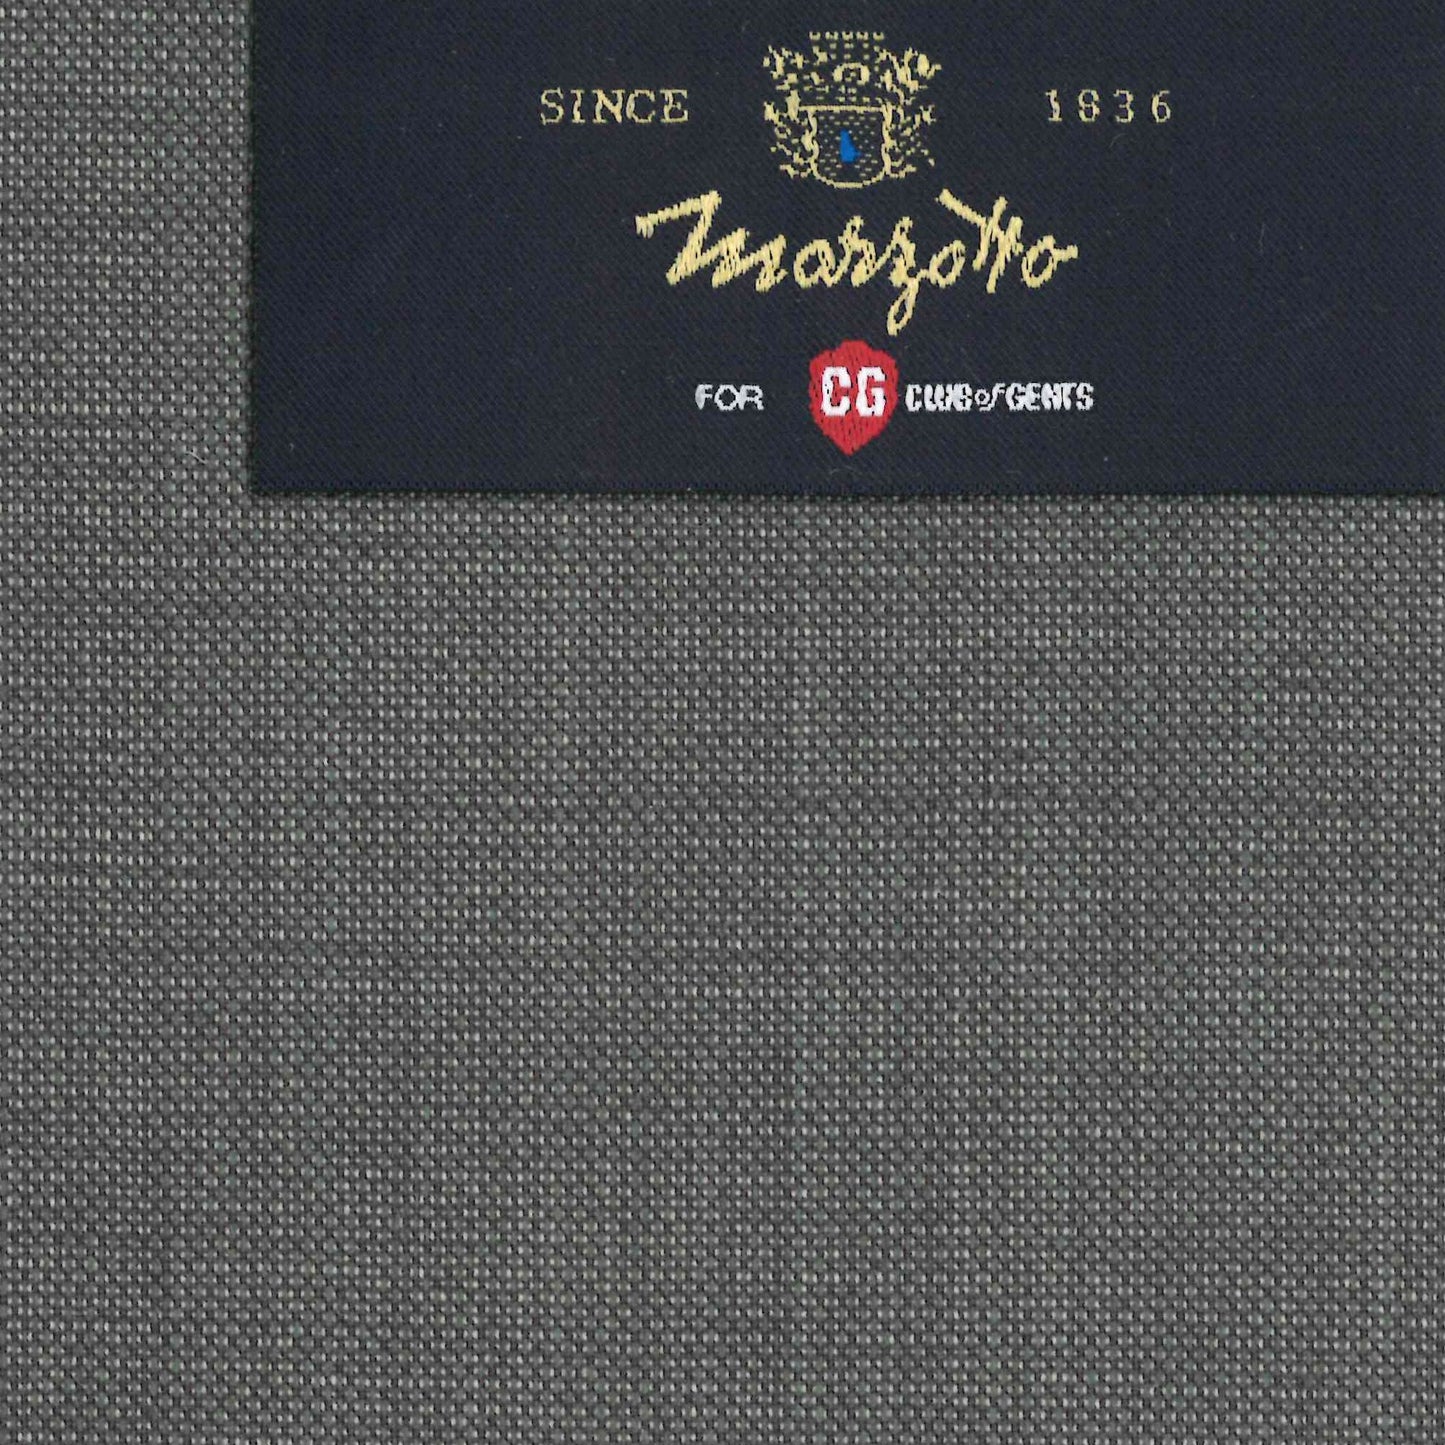 SINCE 1836
Marzotto
FOR CG CLUB of GENTS